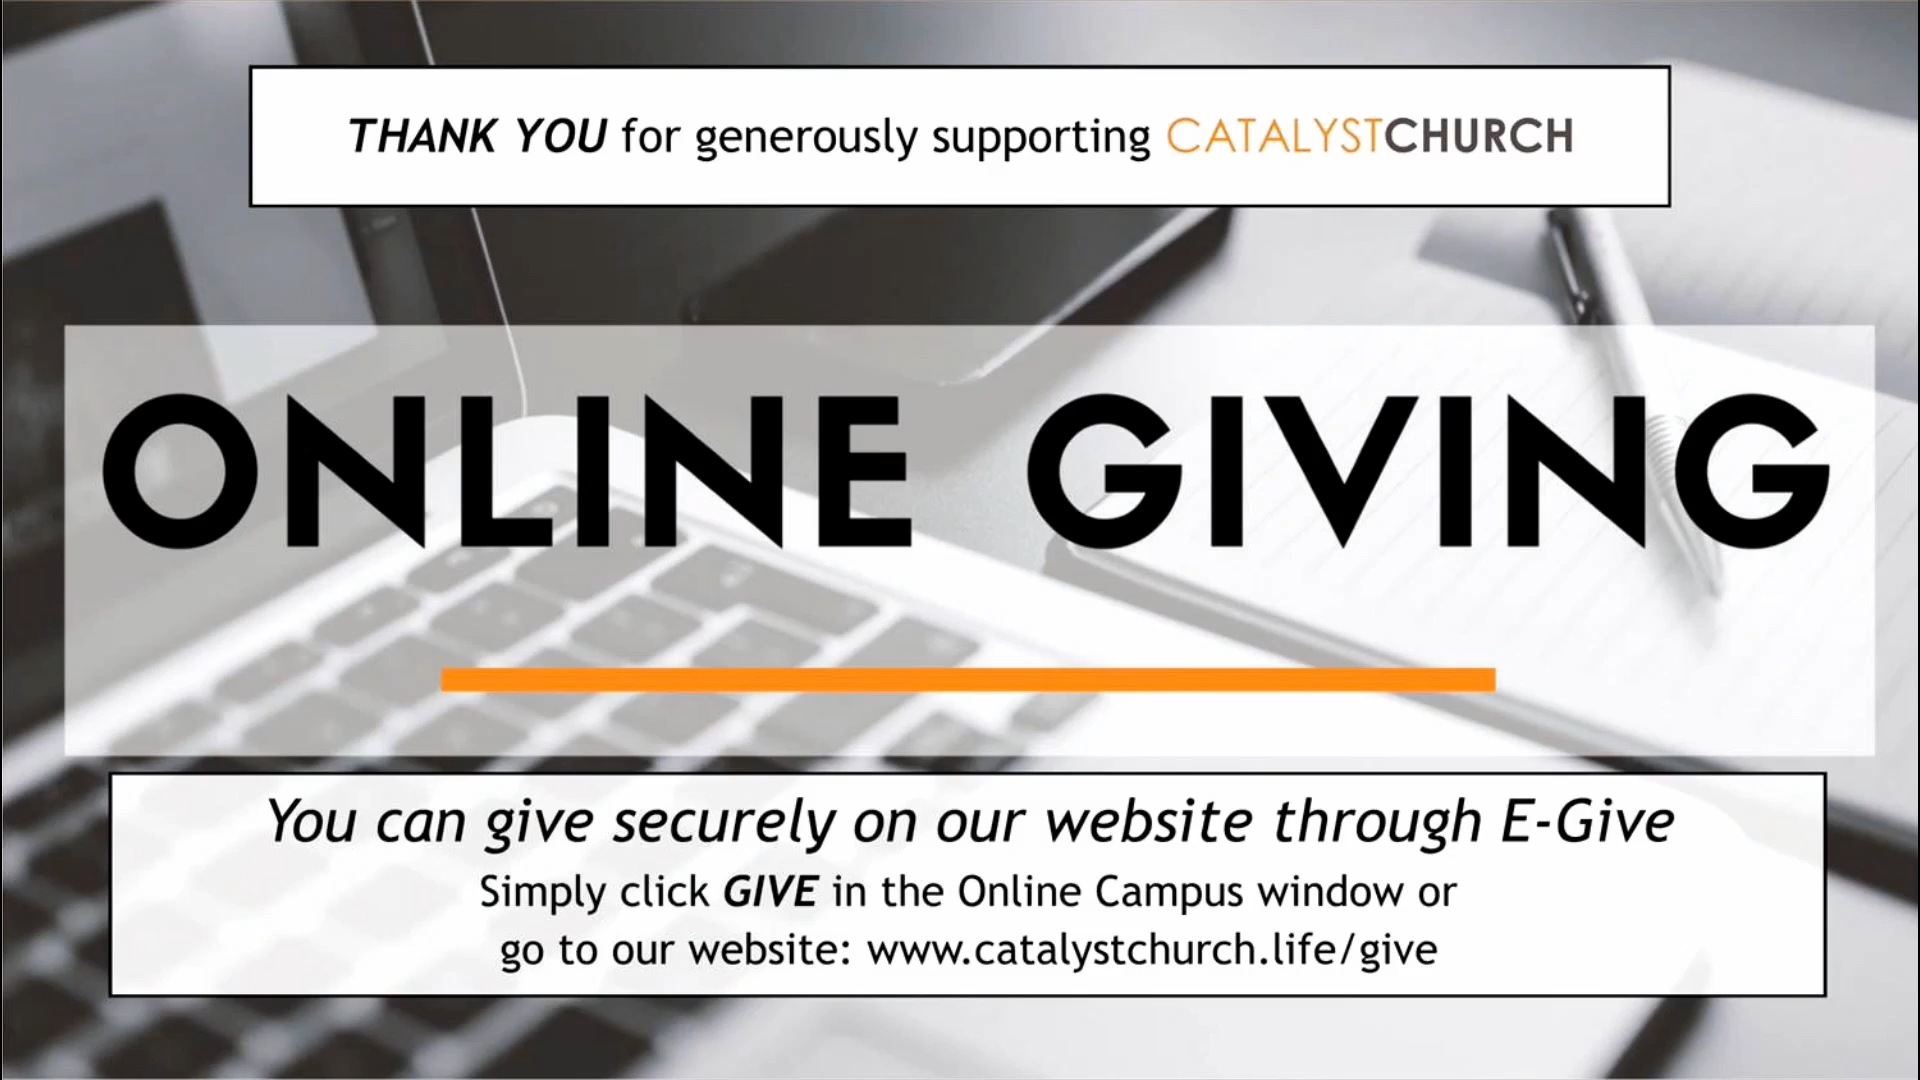 THANK YOU for generously supporting CATALYSTCHURCH
ONLINE GIVING
You can give securely on our website through E-Give
Simply click GIVE in the Online Campus window or
go to our website: www.catalystchurch.life/give